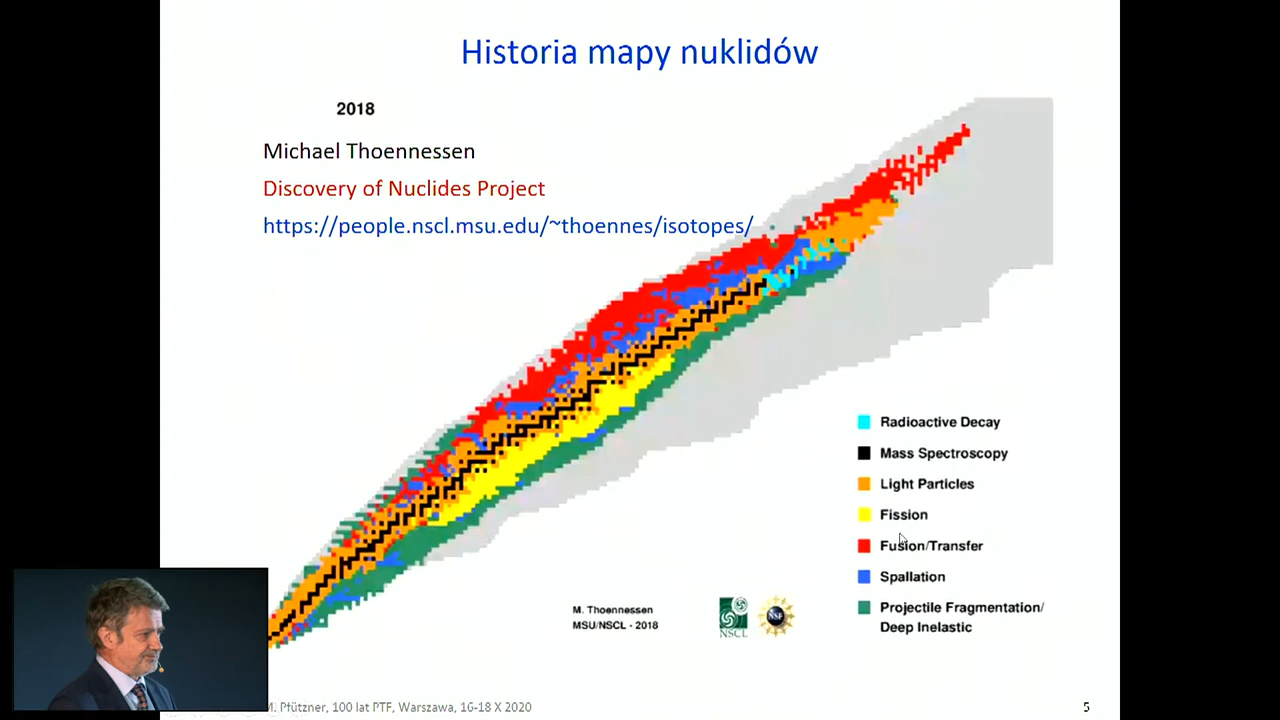 Historia mapy nuklidów
2018
Michael Thoennessen
Discovery of Nuclides Project
https://people.nscl.msu.edu/~thoennes/isotopes/
Radioactive Decay
Mass Spectroscopy
Light Particles
Fission
Fusion/Transfer
Spallation
Projectile Fragmentation/
Deep Inelastic
M. Thoennessen
MSU/NSCL - 2018
NSCL
NSF
M. Pfützner, 100 lat PTF, Warszawa, 16-18 X 2020
5